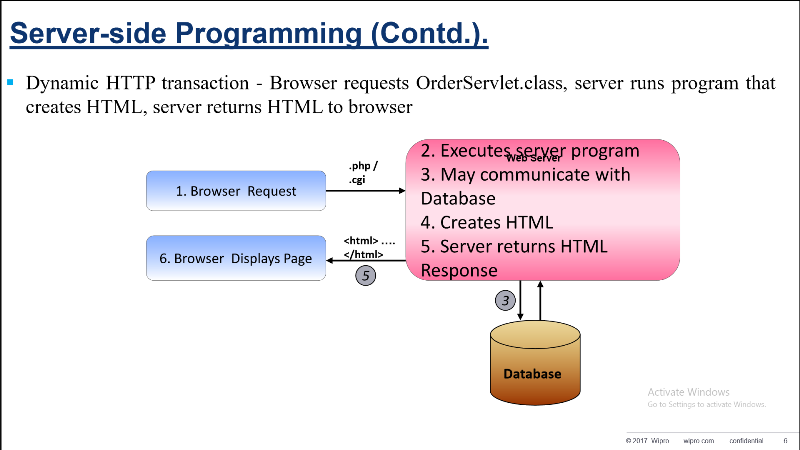 Server-side Programming (Contd.).
Dynamic HTTP transaction - Browser requests OrderServlet.class, server runs program that
creates HTML, server returns HTML to browser
.php /
.cgi
1. Browser Request
2. Executes server program
Web Server
3. May communicate with
Database
4. Creates HTML
5. Server returns HTML
Response
<html> ....
</html>
6. Browser Displays Page
5
3
Database
Activate Windows
Go to Settings to activate Windows.
© 2017 Wipro wipro.com confidential 6